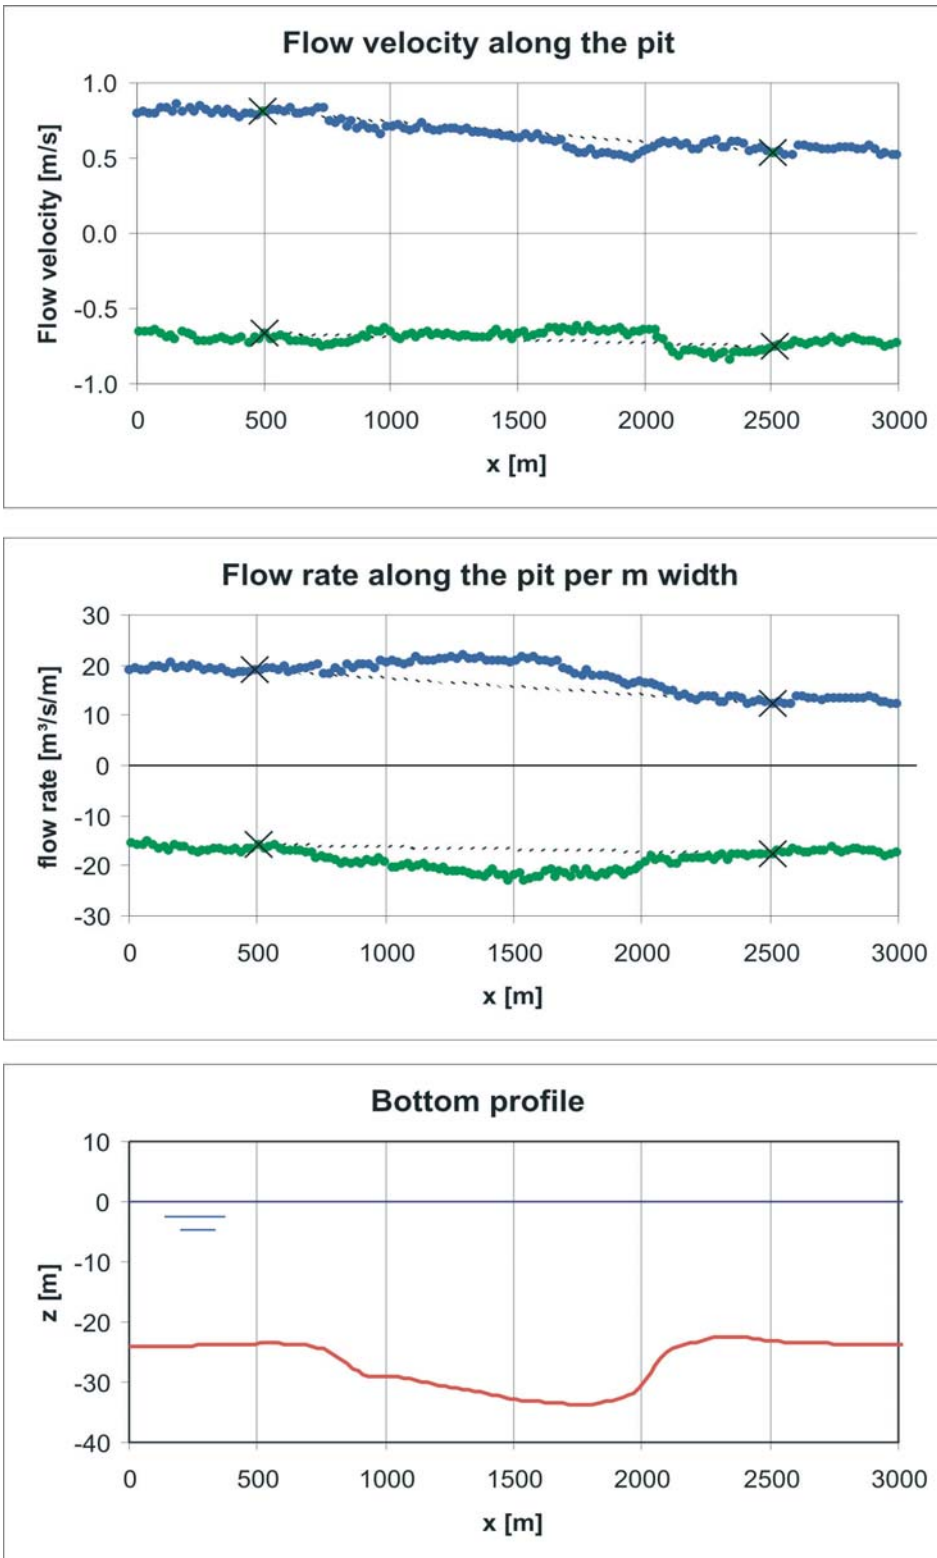 Flow velocity along the pit
Flow velocity [m/s]
1.0
0.5
0.0
-0.5
-1.0
0 500 1000 1500 2000 2500 3000
x [m]
Flow rate along the pit per m width
flow rate [m³/s/m]
30
20
10
0
-10
-20
-30
0 500 1000 1500 2000 2500 3000
x [m]
Bottom profile
z [m]
10
0
-10
-20
-30
-40
0 500 1000 1500 2000 2500 3000
x [m]